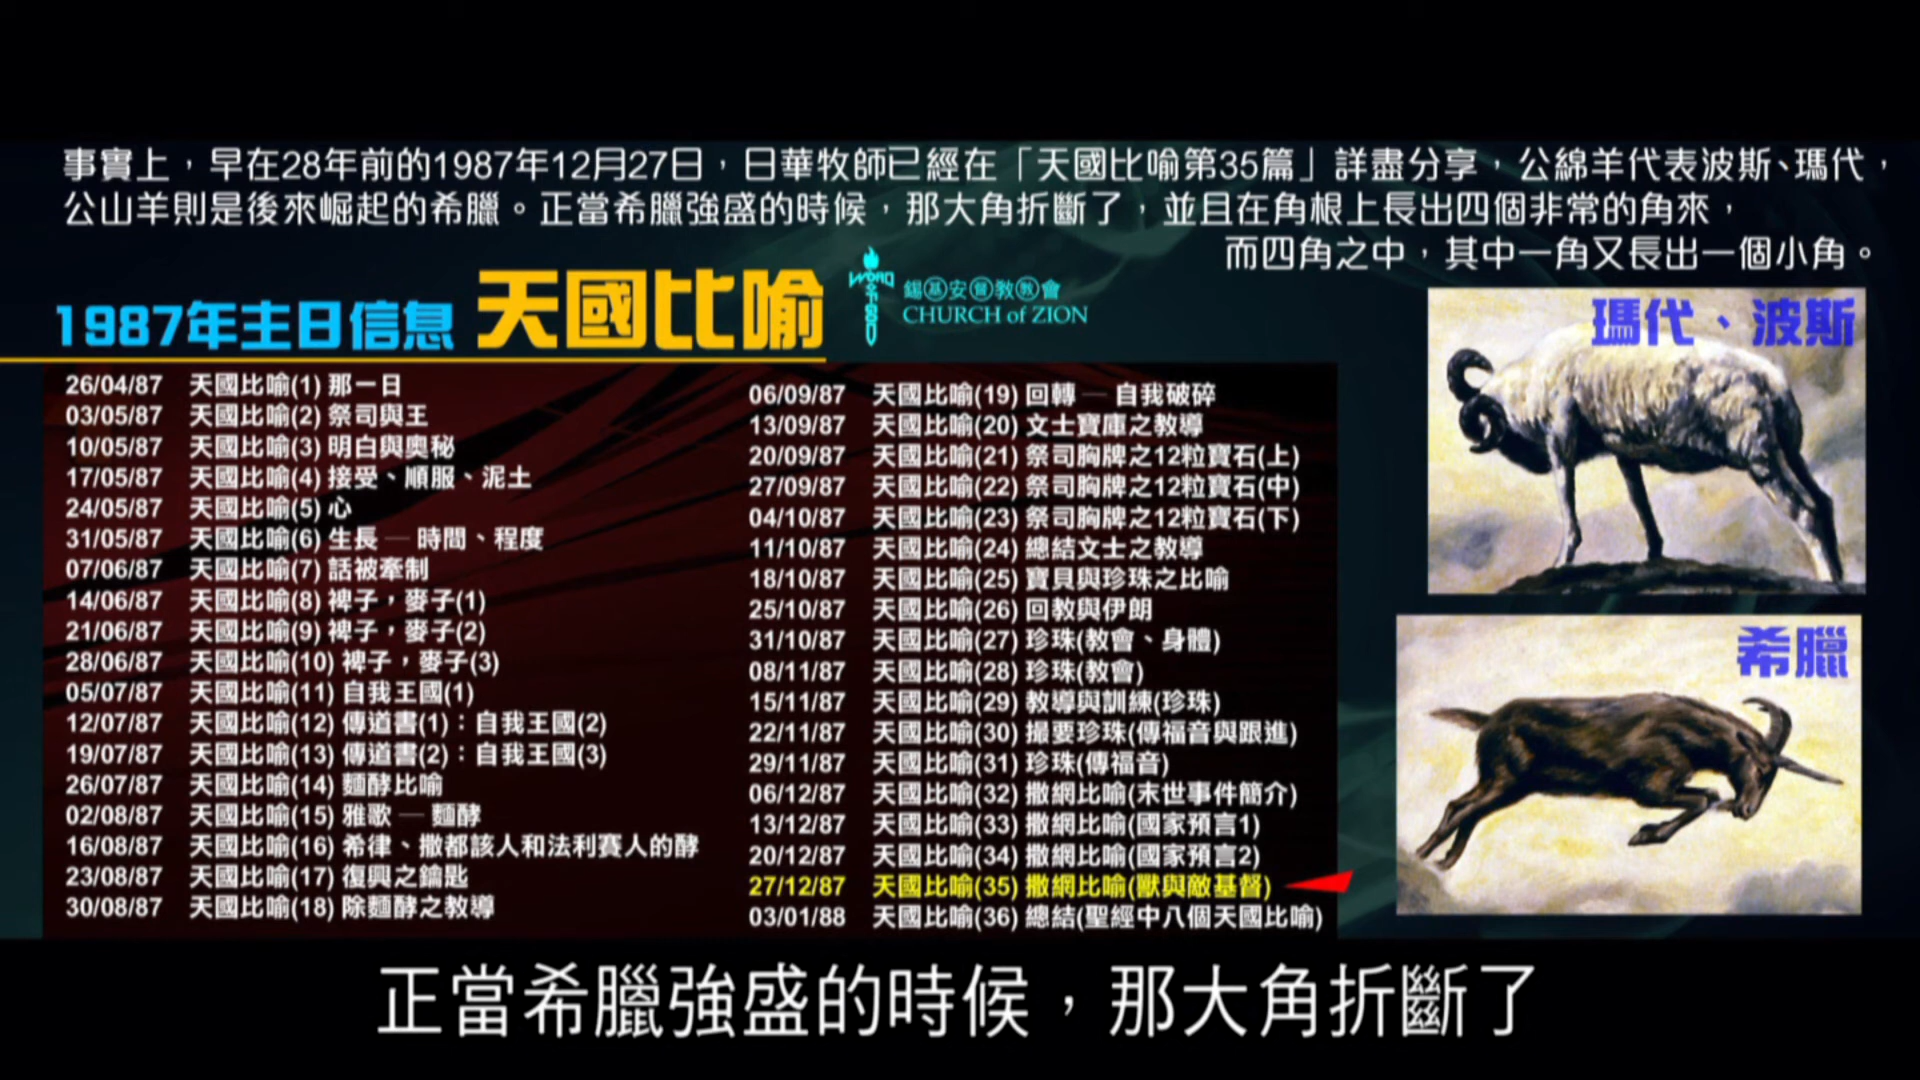 事實上，早在28年前的1987年12月27日，日華牧師已經在「天國比喻第35篇」詳盡分享，公綿羊代表波斯、瑪代，
公山羊則是後來崛起的希臘。正當希臘強盛的時候，那大角折斷了，並且在角根上長出四個非常的角來，
而四角之中，其中一角又長出一個小角。
1987年主日信息 天國比喻
WORD OF GOD
錫安教會
基督教
CHURCH of ZION
26/04/87 天國比喻(1) 那一日
03/05/87 天國比喻(2) 祭司與王
10/05/87 天國比喻(3) 明白與奧秘
17/05/87 天國比喻(4) 接受、順服、泥土
24/05/87 天國比喻(5) 心
31/05/87 天國比喻(6) 生長 — 時間、程度
07/06/87 天國比喻(7) 話被牽制
14/06/87 天國比喻(8) 裨子，麥子(1)
21/06/87 天國比喻(9) 裨子，麥子(2)
28/06/87 天國比喻(10) 裨子，麥子(3)
05/07/87 天國比喻(11) 自我王國(1)
12/07/87 天國比喻(12) 傳道書(1)：自我王國(2)
19/07/87 天國比喻(13) 傳道書(2)：自我王國(3)
26/07/87 天國比喻(14) 麵酵比喻
02/08/87 天國比喻(15) 雅歌 — 麵酵
16/08/87 天國比喻(16) 希律、撒都該人和法利賽人的酵
23/08/87 天國比喻(17) 復興之鑰匙
30/08/87 天國比喻(18) 除麵酵之教導
06/09/87 天國比喻(19) 回轉 — 自我破碎
13/09/87 天國比喻(20) 文士寶庫之教導
20/09/87 天國比喻(21) 祭司胸牌之12粒寶石(上)
27/09/87 天國比喻(22) 祭司胸牌之12粒寶石(中)
04/10/87 天國比喻(23) 祭司胸牌之12粒寶石(下)
11/10/87 天國比喻(24) 總結文士之教導
18/10/87 天國比喻(25) 寶貝與珍珠之比喻
25/10/87 天國比喻(26) 回教與伊朗
31/10/87 天國比喻(27) 珍珠(教會、身體)
08/11/87 天國比喻(28) 珍珠(教會)
15/11/87 天國比喻(29) 教導與訓練(珍珠)
22/11/87 天國比喻(30) 撮要珍珠(傳福音與跟進)
29/11/87 天國比喻(31) 珍珠(傳福音)
06/12/87 天國比喻(32) 撒網比喻(末世事件簡介)
13/12/87 天國比喻(33) 撒網比喻(國家預言1)
20/12/87 天國比喻(34) 撒網比喻(國家預言2)
27/12/87 天國比喻(35) 撒網比喻(獸與敵基督)
03/01/88 天國比喻(36) 總結(聖經中八個天國比喻)
瑪代、波斯
希臘
正當希臘強盛的時候，那大角折斷了